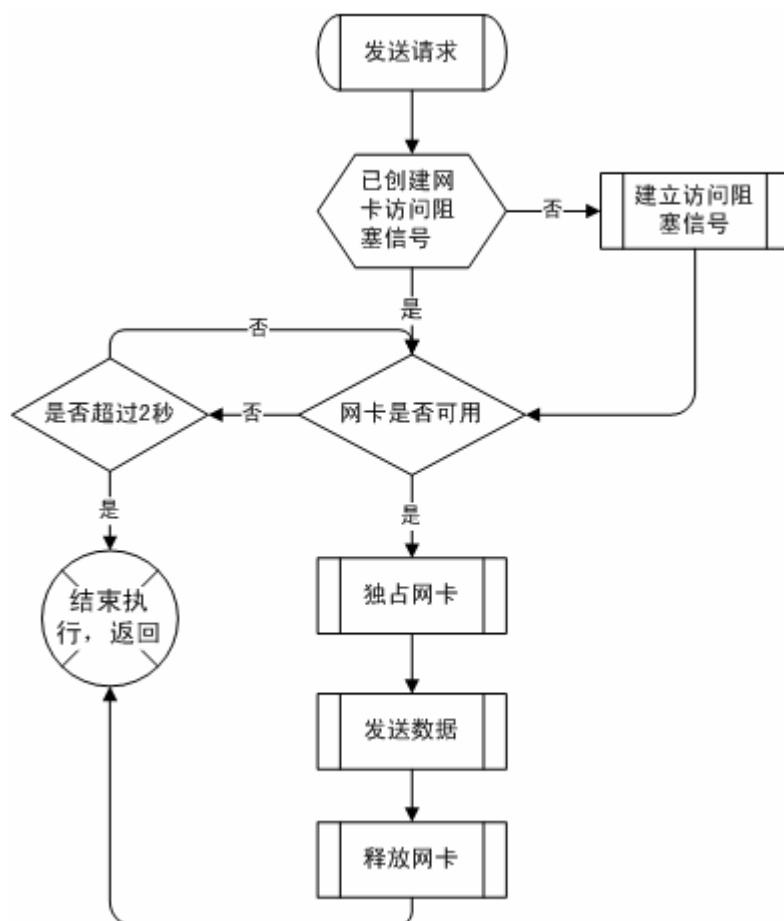 发送请求
已创建网
卡访问阻
塞信号
否
建立访问阻
塞信号
是
否
是否超过2秒
否
网卡是否可用
是
是
结束执
行，返回
独占网卡
发送数据
释放网卡